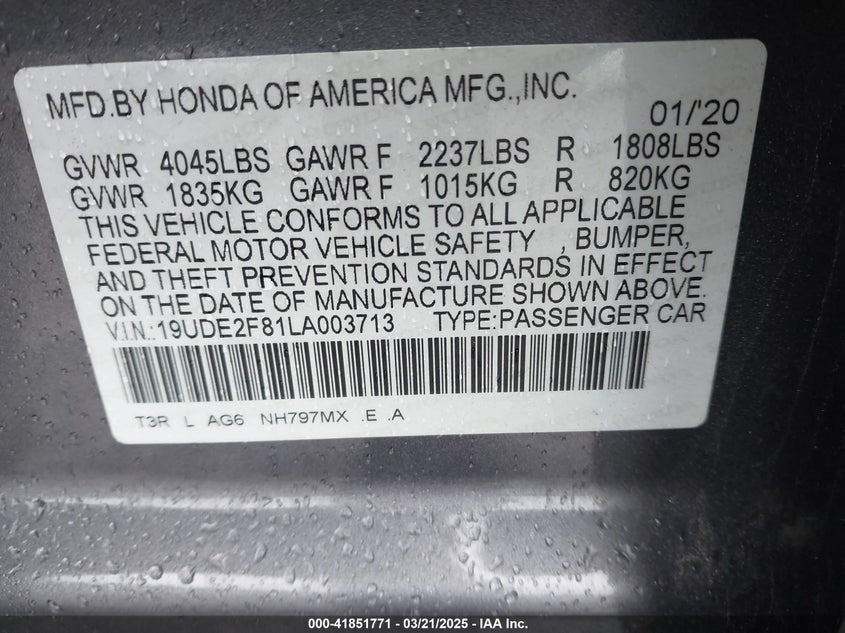 MFD.BY HONDA OF AMERICA MFG.,INC.
01/'20
GVWR 4045LBS GAWR F 2237LBS R 1808LBS
GVWR 1835KG GAWR F 1015KG R 820KG
THIS VEHICLE CONFORMS TO ALL APPLICABLE
FEDERAL MOTOR VEHICLE SAFETY , BUMPER,
AND THEFT PREVENTION STANDARDS IN EFFECT
ON THE DATE OF MANUFACTURE SHOWN ABOVE.
V.I.N.:19UDE2F81LA003713 TYPE:PASSENGER CAR
T3R L AG6 NH797MX .E .A
000-41851771 - 03/21/2025 - IAA Inc.